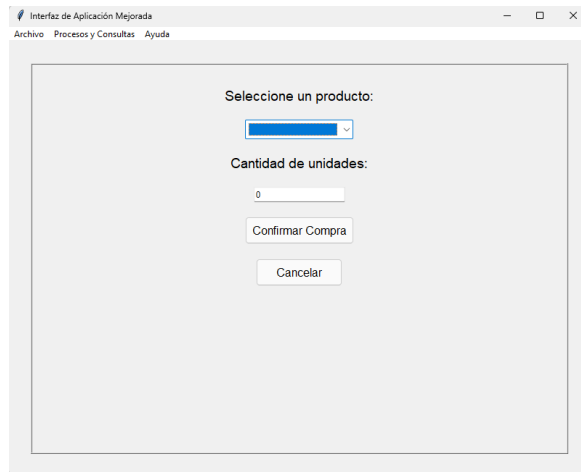 Interfaz de Aplicación Mejorada
Archivo Procesos y Consultas Ayuda
Seleccione un producto:
Cantidad de unidades:
0
Confirmar Compra
Cancelar